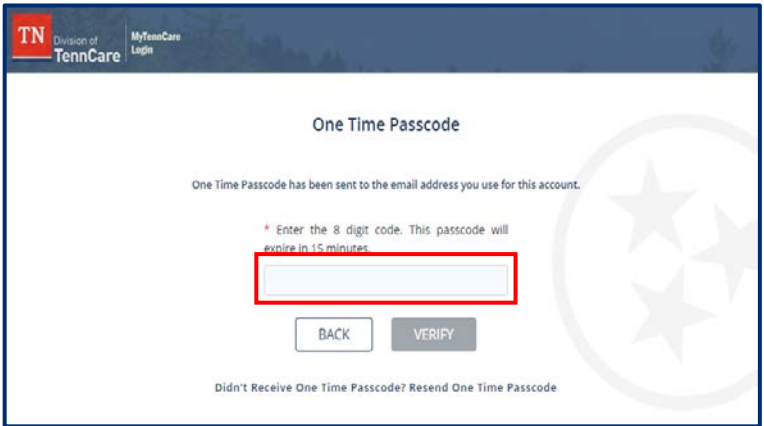 TN
Division of
TennCare
MyTennCare
Login
One Time Passcode
One Time Passcode has been sent to the email address you use for this account.
* Enter the 8 digit code. This passcode will
expire in 15 minutes.
BACK
VERIFY
Didn't Receive One Time Passcode? Resend One Time Passcode